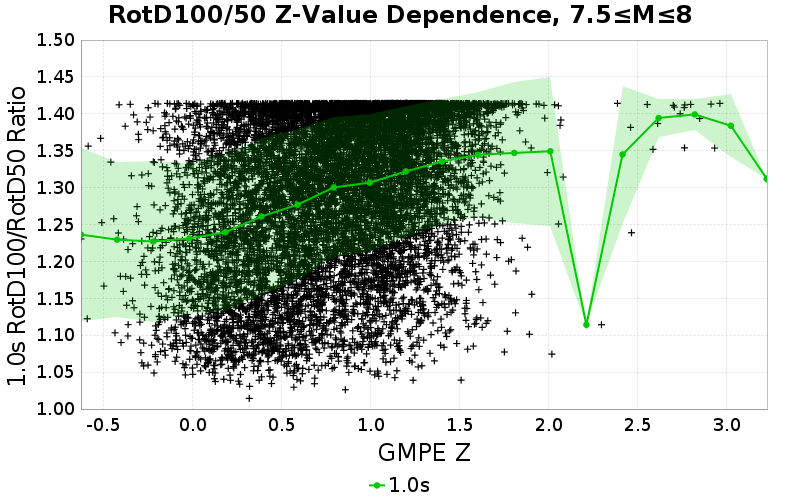 RotD100/50 Z-Value Dependence, 7.5≤M≤8
1.0s RotD100/RotD50 Ratio
1.50
1.45
1.40
1.35
1.30
1.25
1.20
1.15
1.10
1.05
1.00
-0.5 0.0 0.5 1.0 1.5 2.0 2.5 3.0
GMPE Z
1.0s